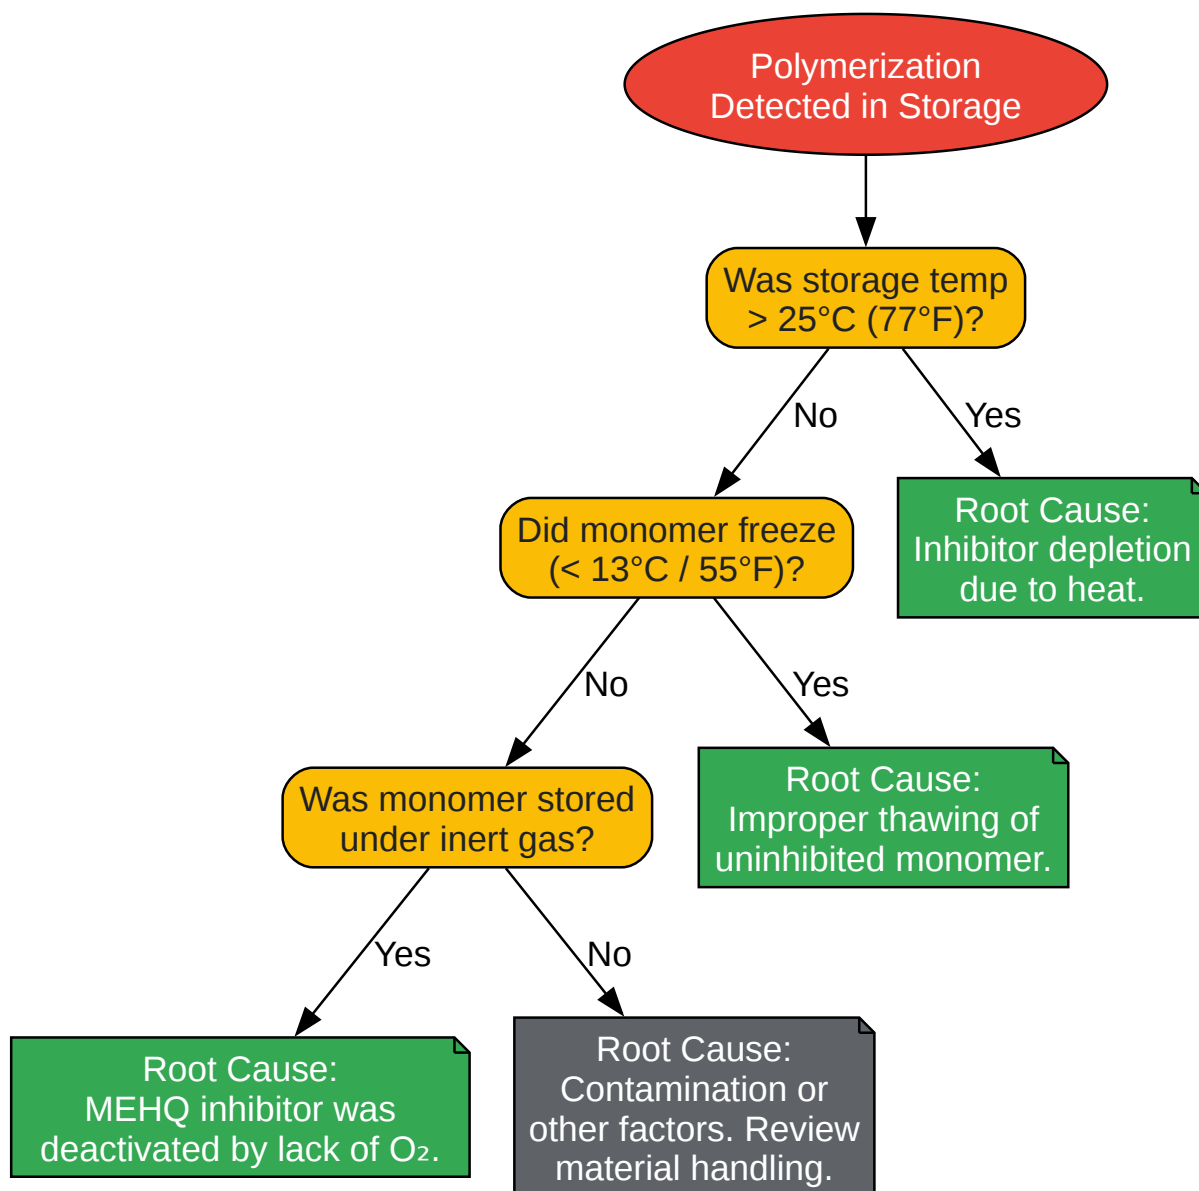 Polymerization
Detected in Storage
Was storage temp
> 25°C (77°F)?
No
Yes
Root Cause:
Inhibitor depletion
due to heat.
Did monomer freeze
(< 13°C / 55°F)?
No
Yes
Root Cause:
Improper thawing of
uninhibited monomer.
Was monomer stored
under inert gas?
Yes
No
Root Cause:
MEHQ inhibitor was
deactivated by lack of O₂.
Root Cause:
Contamination or
other factors. Review
material handling.